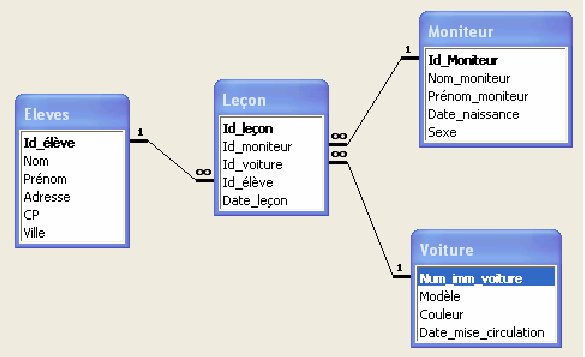 Eleves
Id_élève
Nom
Prénom
Adresse
CP
Ville
1
∞
Leçon
Id_leçon
Id_moniteur
Id_voiture
Id_élève
Date_leçon
∞
∞
1
1
Moniteur
Id_Moniteur
Nom_moniteur
Prénom_moniteur
Date_naissance
Sexe
Voiture
Num_imm_voiture
Modèle
Couleur
Date_mise_circulation